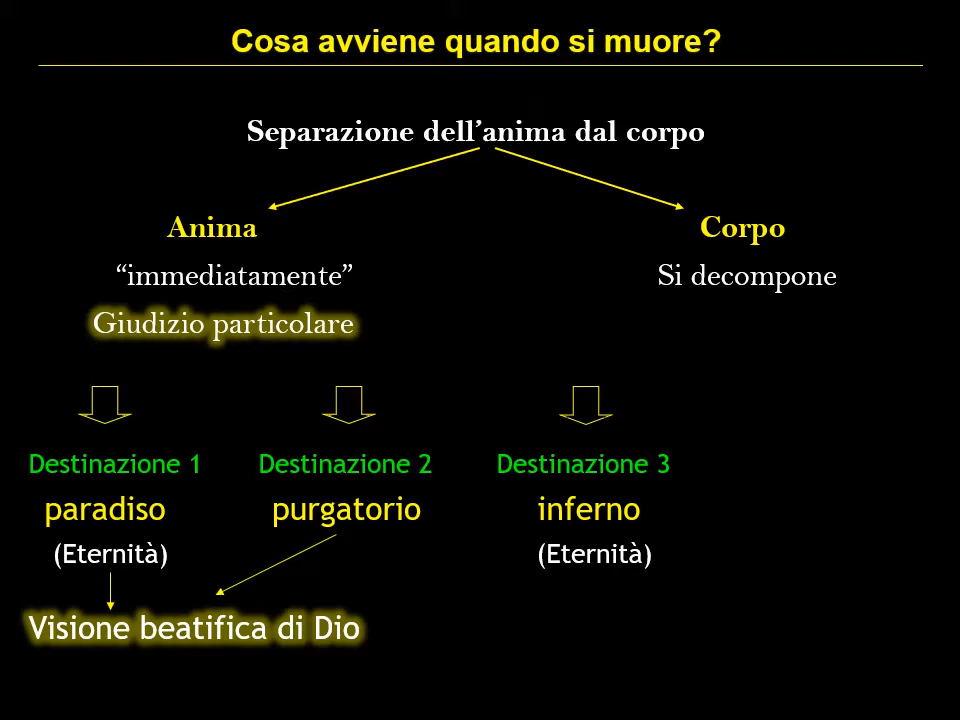 Cosa avviene quando si muore?
Separazione dell’anima dal corpo
Anima
Corpo
“immediatamente”
Si decompone
Giudizio particolare
Destinazione 1
Destinazione 2
Destinazione 3
paradiso
purgatorio
inferno
(Eternità)
(Eternità)
Visione beatifica di Dio